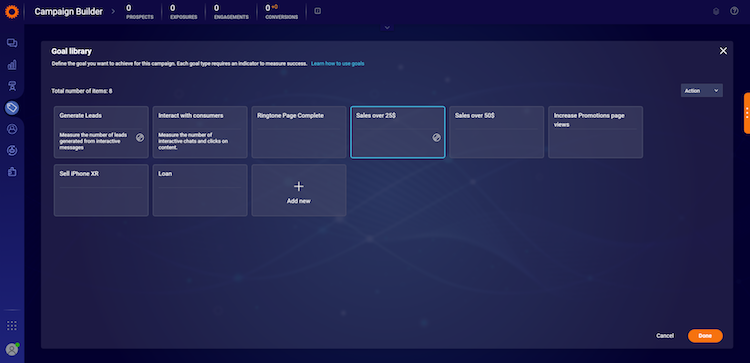 Campaign Builder
0
PROSPECTS
0
EXPOSURES
0
ENGAGEMENTS
0 +0
CONVERSIONS
Goal library
Define the goal you want to achieve for this campaign. Each goal type requires an indicator to measure success. Learn how to use goals
Total number of items: 8
Action
Generate Leads
Measure the number of leads
generated from interactive
messages
Interact with consumers
Measure the number of
interactive chats and clicks on
content.
Ringtone Page Complete
Sales over 25$
Sales over 50$
Increase Promotions page
views
Sell iPhone XR
Loan
Add new
Cancel
Done